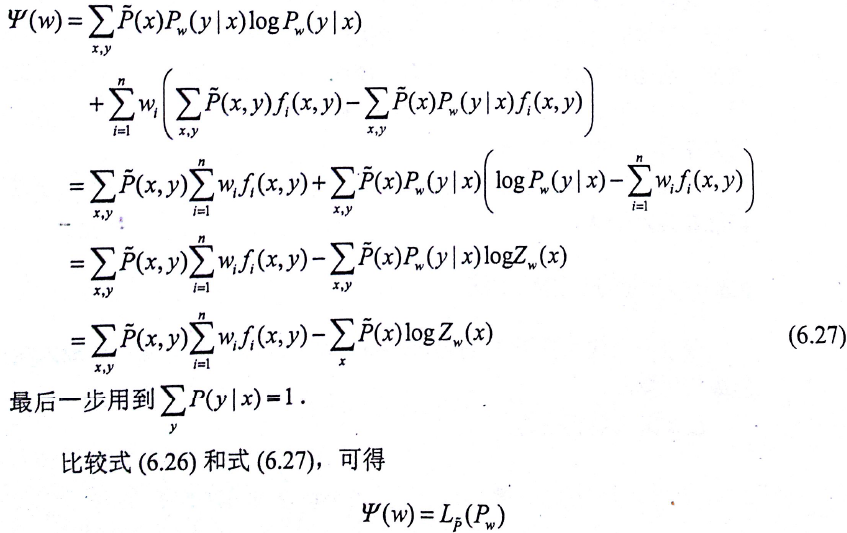 Ψ(w) = ∑_{x,y} P̃(x)P_w(y|x) log P_w(y|x)
+ ∑_{i=1}^{n} w_i ( ∑_{x,y} P̃(x,y) f_i(x,y) − ∑_{x,y} P̃(x)P_w(y|x) f_i(x,y) )
= ∑_{x,y} P̃(x,y) ∑_{i=1}^{n} w_i f_i(x,y) + ∑_{x,y} P̃(x)P_w(y|x) ( log P_w(y|x) − ∑_{i=1}^{n} w_i f_i(x,y) )
= ∑_{x,y} P̃(x,y) ∑_{i=1}^{n} w_i f_i(x,y) − ∑_{x,y} P̃(x)P_w(y|x) log Z_w(x)
= ∑_{x,y} P̃(x,y) ∑_{i=1}^{n} w_i f_i(x,y) − ∑_{x} P̃(x) log Z_w(x) (6.27)
最后一步用到 ∑_{y} P(y|x) = 1 .
比较式 (6.26) 和式 (6.27)，可得
Ψ(w) = L_{P̃}(P_w)